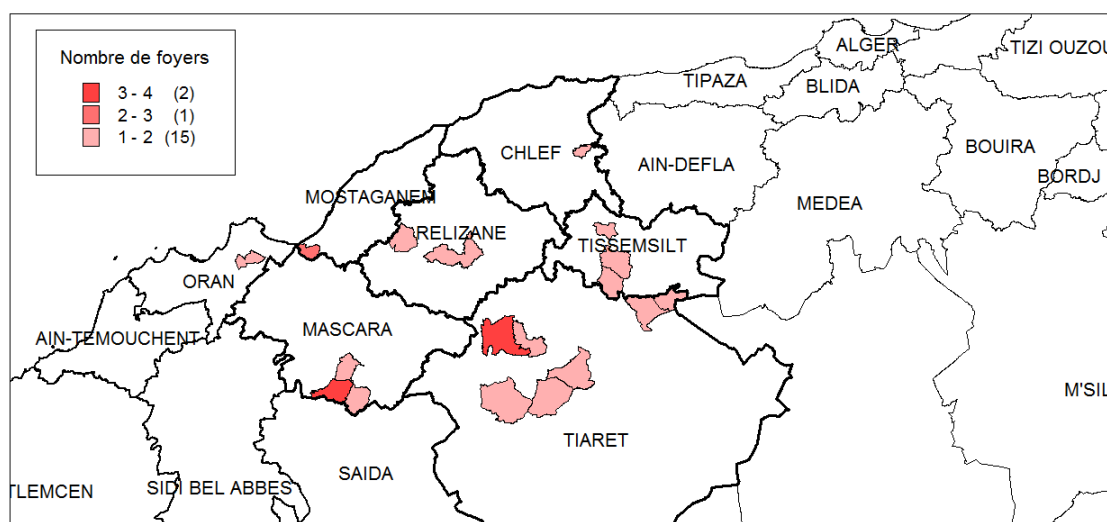 Nombre de foyers
3 - 4 (2)
2 - 3 (1)
1 - 2 (15)
ALGER
TIZI OUZOU
TIPAZA
BLIDA
CHLEF
AIN-DEFLA
BOUIRA
BORDJ
MOSTAGANEM
MEDEA
RELIZANE
TISSEMSILT
ORAN
MASCARA
AIN-TEMOUCHENT
M'SIL
TIARET
SAIDA
TLEMCEN
SIDI BEL ABBES